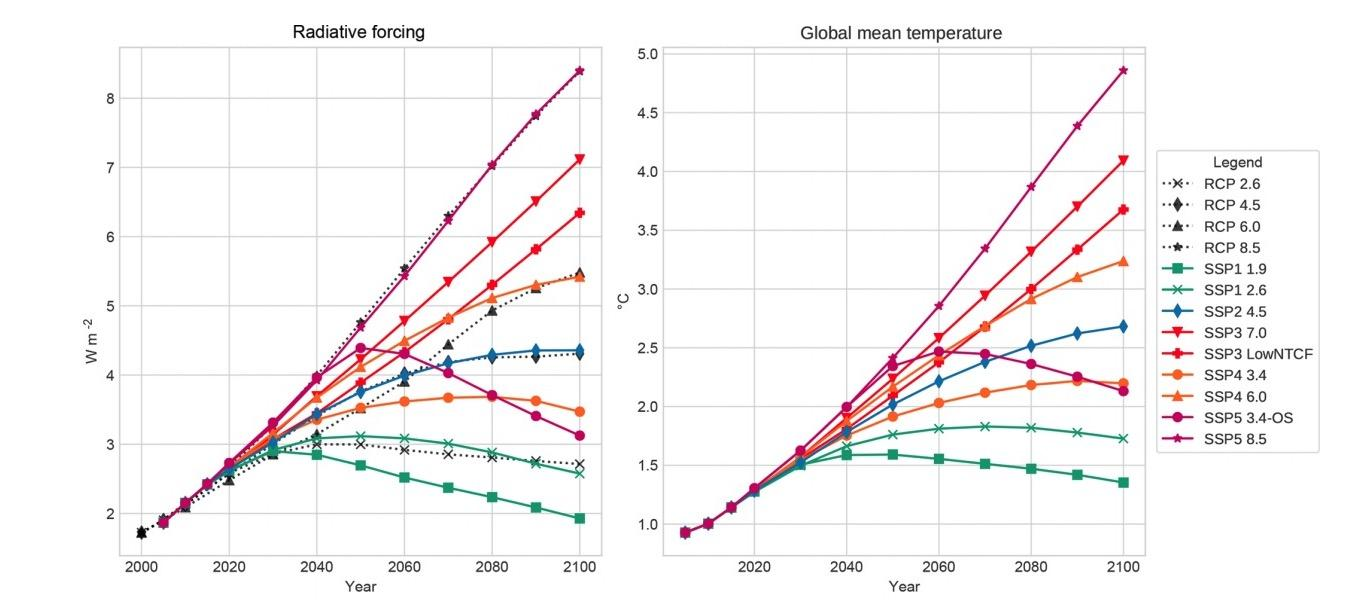 Radiative forcing
8
7
6
5
4
3
2
W m -2
2000 2020 2040 2060 2080 2100
Year
Global mean temperature
5.0
4.5
4.0
3.5
3.0
2.5
2.0
1.5
1.0
°C
2020 2040 2060 2080 2100
Year
Legend
RCP 2.6
RCP 4.5
RCP 6.0
RCP 8.5
SSP1 1.9
SSP1 2.6
SSP2 4.5
SSP3 7.0
SSP3 LowNTCF
SSP4 3.4
SSP4 6.0
SSP5 3.4-OS
SSP5 8.5